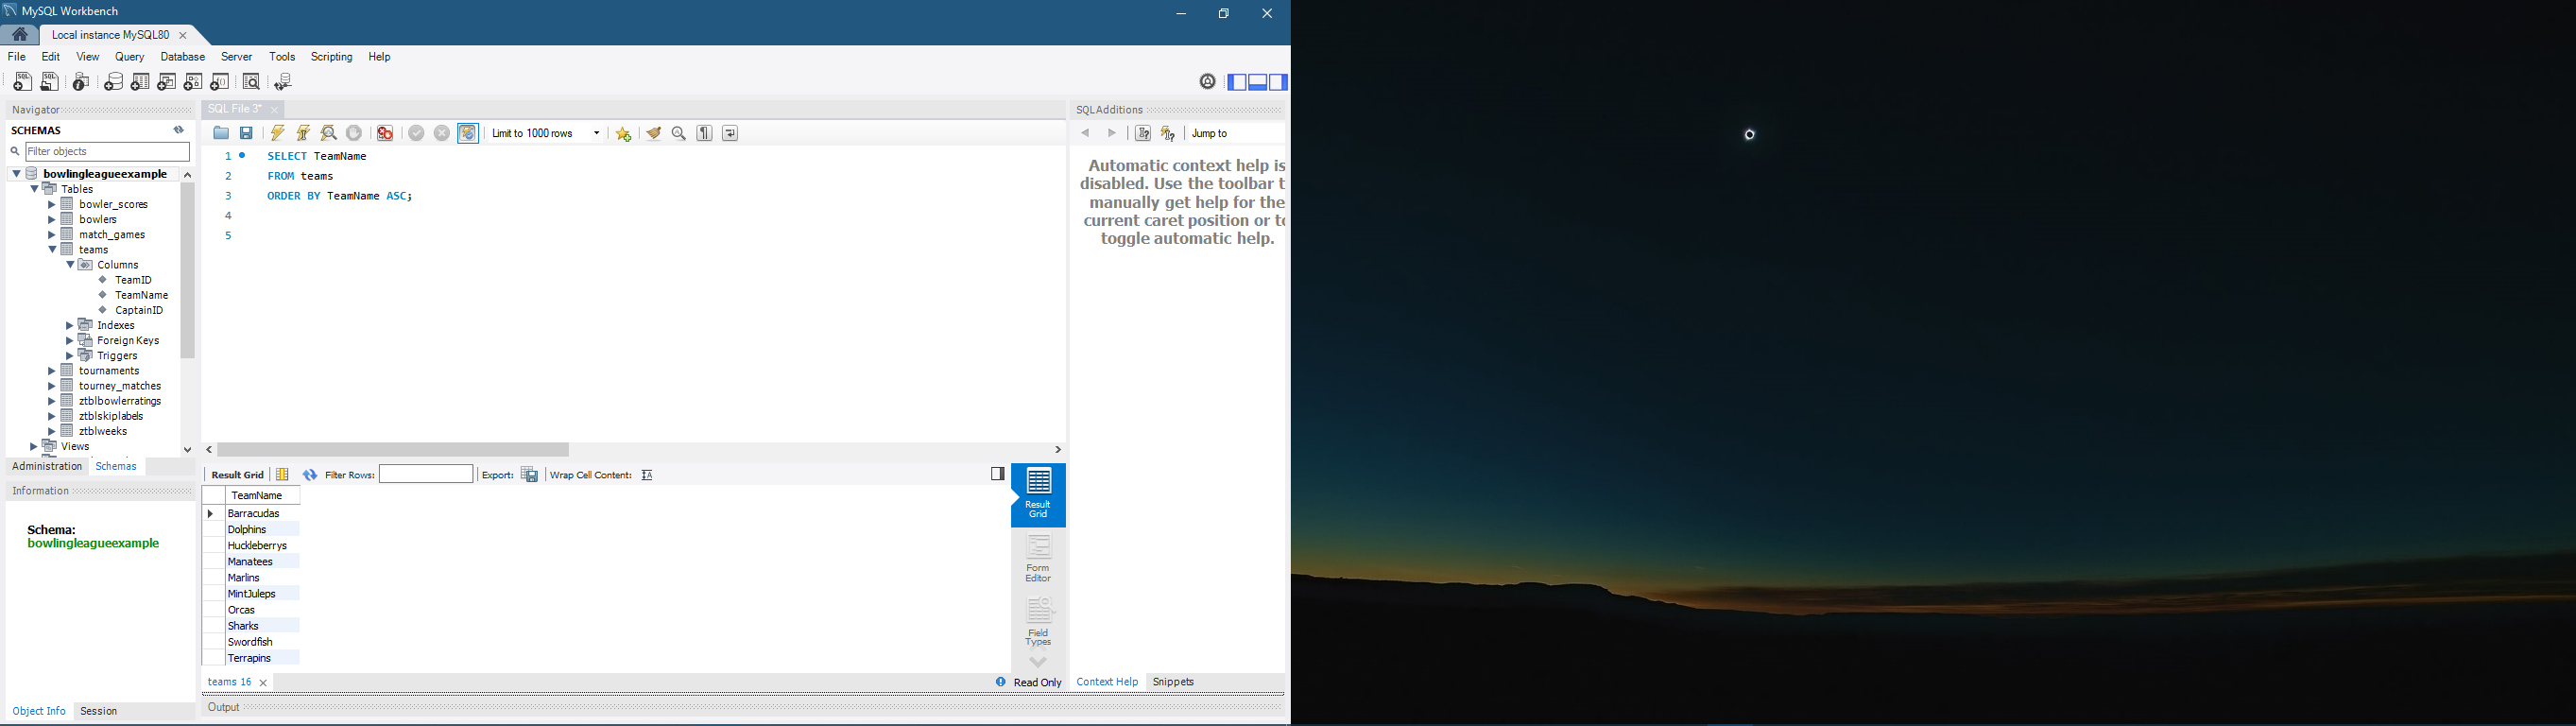 MySQL Workbench
Local instance MySQL80
File Edit View Query Database Server Tools Scripting Help
Navigator
SCHEMAS
Filter objects
bowlingleagueexample
Tables
bowler_scores
bowlers
match_games
teams
Columns
TeamID
TeamName
CaptainID
Indexes
Foreign Keys
Triggers
tournaments
tourney_matches
ztblbowlerratings
ztblskiplabels
ztblweeks
Views
Administration Schemas
Information
Schema:
bowlingleagueexample
Object Info Session
SQL File 3*
Limit to 1000 rows
1 SELECT TeamName
2 FROM teams
3 ORDER BY TeamName ASC;
4
5
Result Grid Filter Rows: Export: Wrap Cell Content:
TeamName
Barracudas
Dolphins
Huckleberrys
Manatees
Marlins
MintJuleps
Orcas
Sharks
Swordfish
Terrapins
Result
Grid
Form
Editor
Field
Types
teams 16
Read Only
Output
SQLAdditions
Jump to
Automatic context help is
disabled. Use the toolbar t
manually get help for the
current caret position or to
toggle automatic help.
Context Help Snippets